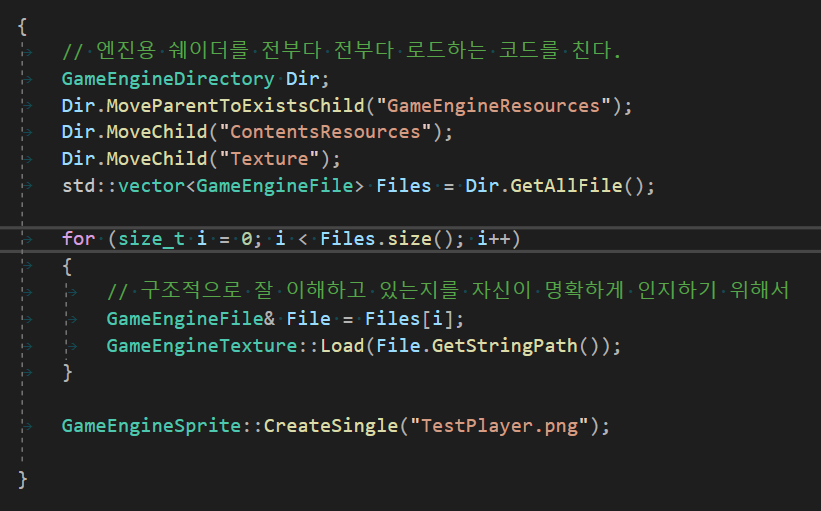 {
// 엔진용 쉐이더를 전부다 전부다 로드하는 코드를 친다.
GameEngineDirectory Dir;
Dir.MoveParentToExistsChild("GameEngineResources");
Dir.MoveChild("ContentsResources");
Dir.MoveChild("Texture");
std::vector<GameEngineFile> Files = Dir.GetAllFile();
for (size_t i = 0; i < Files.size(); i++)
{
// 구조적으로 잘 이해하고 있는지를 자신이 명확하게 인지하기 위해서
GameEngineFile& File = Files[i];
GameEngineTexture::Load(File.GetStringPath());
}
GameEngineSprite::CreateSingle("TestPlayer.png");
}